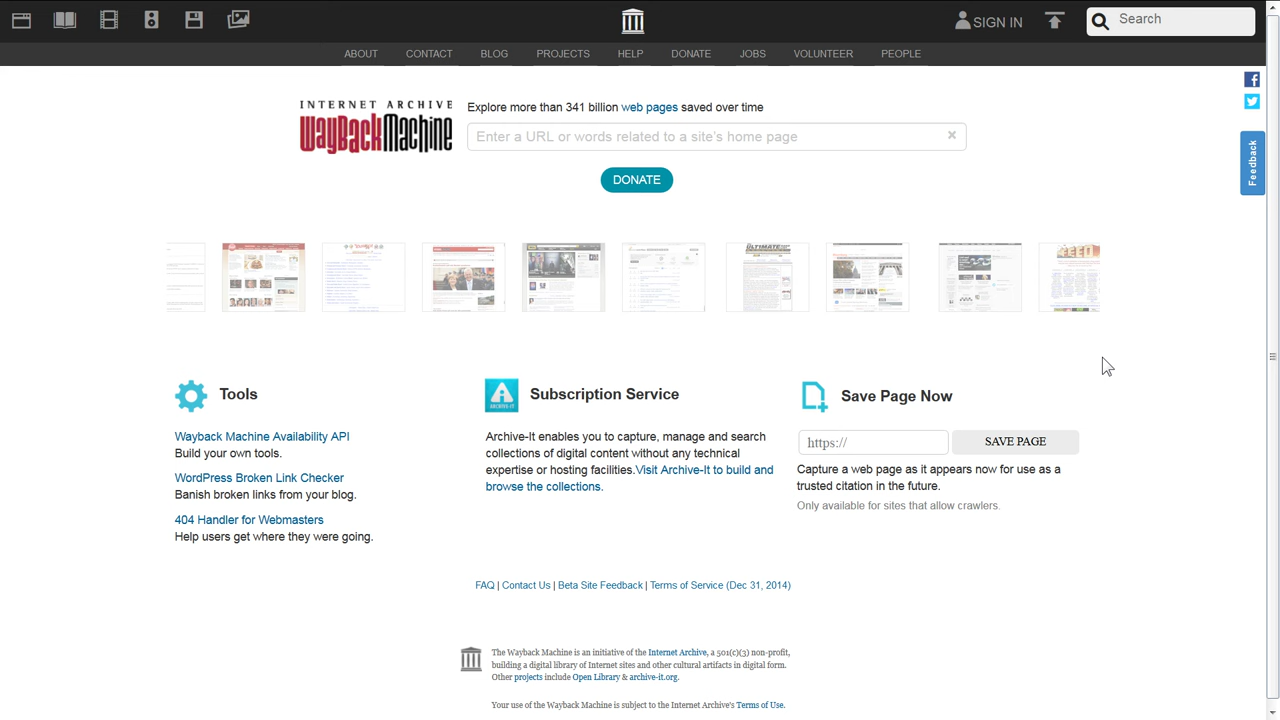 SIGN IN
Search
ABOUT CONTACT BLOG PROJECTS HELP DONATE JOBS VOLUNTEER PEOPLE
INTERNET ARCHIVE
WayBackMachine
Explore more than 341 billion web pages saved over time
Enter a URL or words related to a site's home page
DONATE
Feedback
Tools
Wayback Machine Availability API
Build your own tools.
WordPress Broken Link Checker
Banish broken links from your blog.
404 Handler for Webmasters
Help users get where they were going.
ARCHIVE-IT
Subscription Service
Archive-It enables you to capture, manage and search
collections of digital content without any technical
expertise or hosting facilities.Visit Archive-It to build and
browse the collections.
Save Page Now
https://
SAVE PAGE
Capture a web page as it appears now for use as a
trusted citation in the future.
Only available for sites that allow crawlers.
FAQ | Contact Us | Beta Site Feedback | Terms of Service (Dec 31, 2014)
The Wayback Machine is an initiative of the Internet Archive, a 501(c)(3) non-profit,
building a digital library of Internet sites and other cultural artifacts in digital form.
Other projects include Open Library & archive-it.org.
Your use of the Wayback Machine is subject to the Internet Archive's Terms of Use.